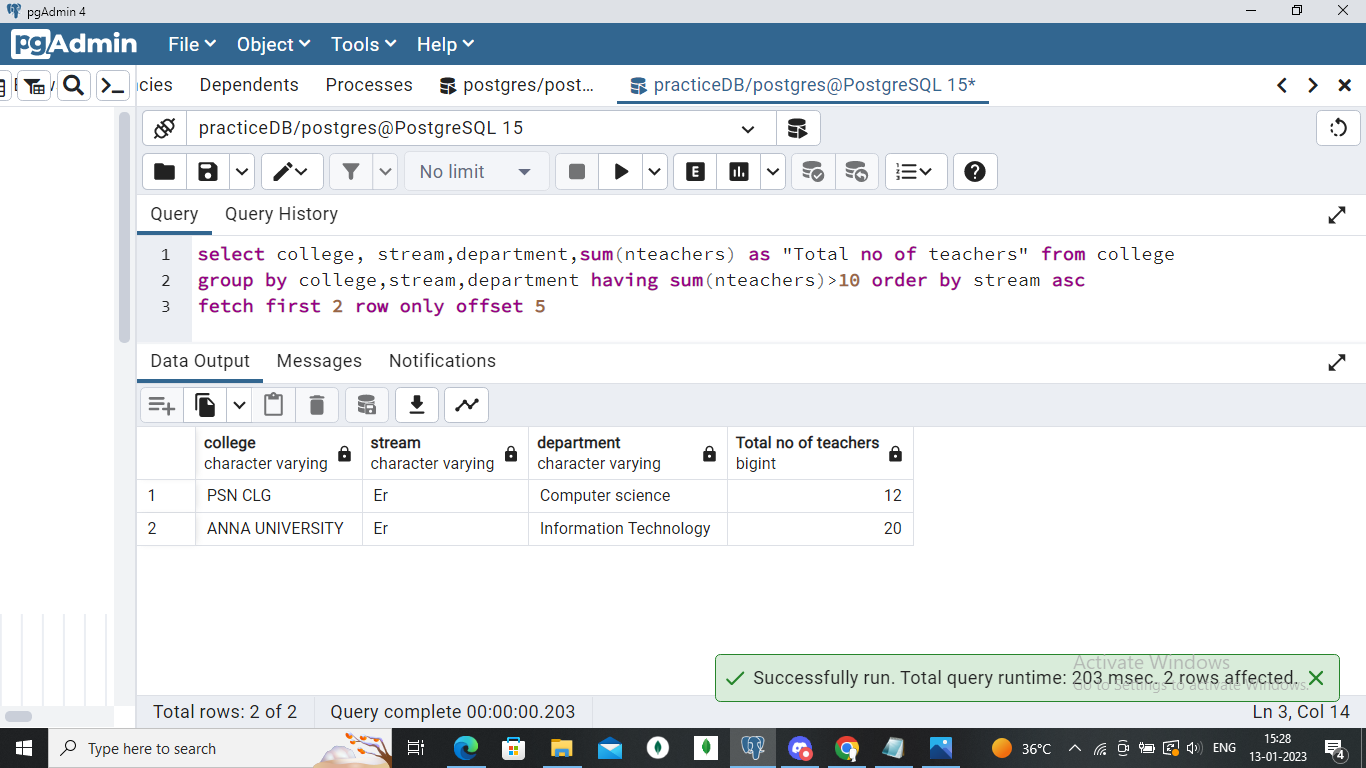 pgAdmin 4
pgAdmin File Object Tools Help
cies Dependents Processes postgres/post... practiceDB/postgres@PostgreSQL 15*
practiceDB/postgres@PostgreSQL 15
No limit
Query Query History
1 select college, stream,department,sum(nteachers) as "Total no of teachers" from college
2 group by college,stream,department having sum(nteachers)>10 order by stream asc
3 fetch first 2 row only offset 5
Data Output Messages Notifications
college stream department Total no of teachers
character varying character varying character varying bigint
1 PSN CLG Er Computer science 12
2 ANNA UNIVERSITY Er Information Technology 20
Activate Windows
Successfully run. Total query runtime: 203 msec. 2 rows affected.
Go to Settings to activate Windows.
Total rows: 2 of 2 Query complete 00:00:00.203 Ln 3, Col 14
Type here to search 36°C ENG 15:28
13-01-2023 4